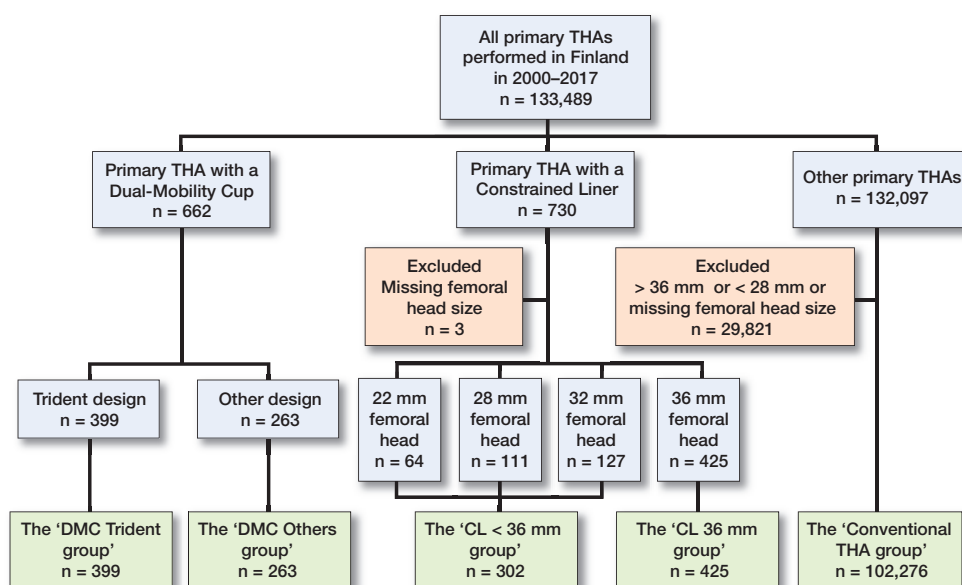 All primary THAs
performed in Finland
in 2000–2017
n = 133,489
Primary THA with a
Dual-Mobility Cup
n = 662
Primary THA with a
Constrained Liner
n = 730
Other primary THAs
n = 132,097
Excluded
Missing femoral
head size
n = 3
Excluded
> 36 mm or < 28 mm or
missing femoral head size
n = 29,821
Trident design
n = 399
Other design
n = 263
22 mm
femoral
head
n = 64
28 mm
femoral
head
n = 111
32 mm
femoral
head
n = 127
36 mm
femoral
head
n = 425
The ‘DMC Trident
group’
n = 399
The ‘DMC Others
group’
n = 263
The ‘CL < 36 mm
group’
n = 302
The ‘CL 36 mm
group’
n = 425
The ‘Conventional
THA group’
n = 102,276